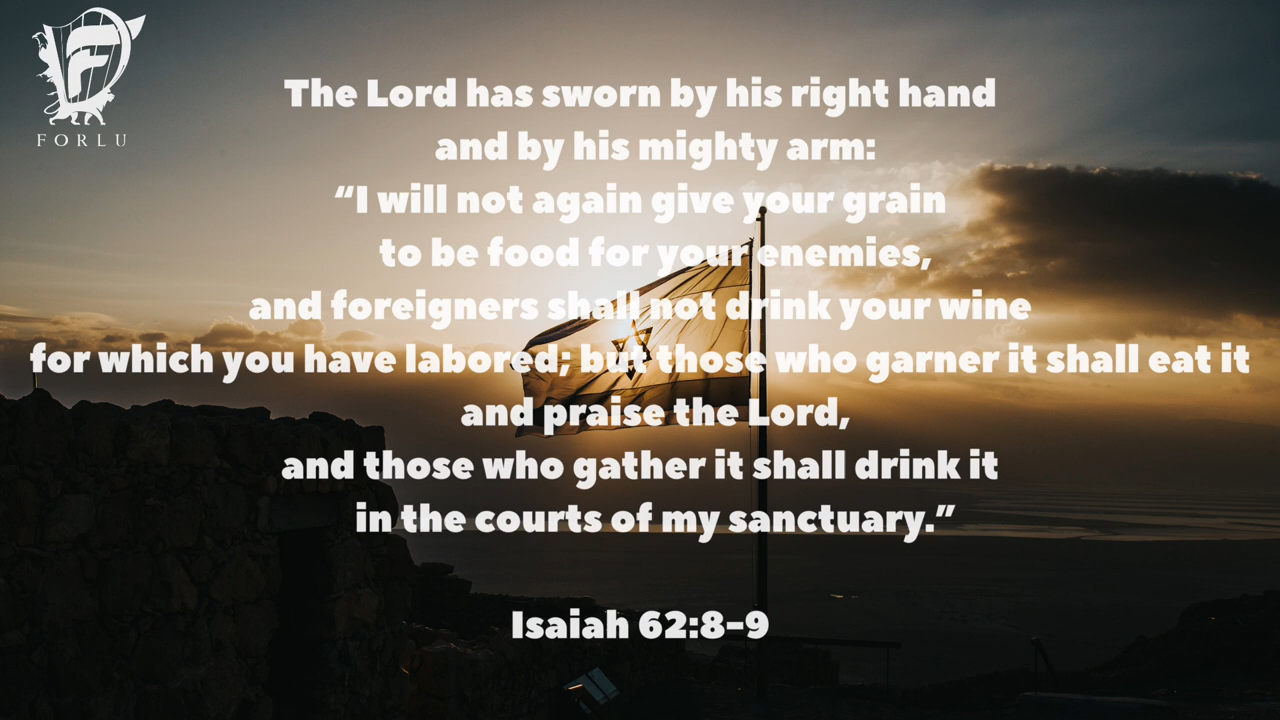 FORLU
The Lord has sworn by his right hand
and by his mighty arm:
“I will not again give your grain
to be food for your enemies,
and foreigners shall not drink your wine
for which you have labored; but those who garner it shall eat it
and praise the Lord,
and those who gather it shall drink it
in the courts of my sanctuary.”
Isaiah 62:8–9